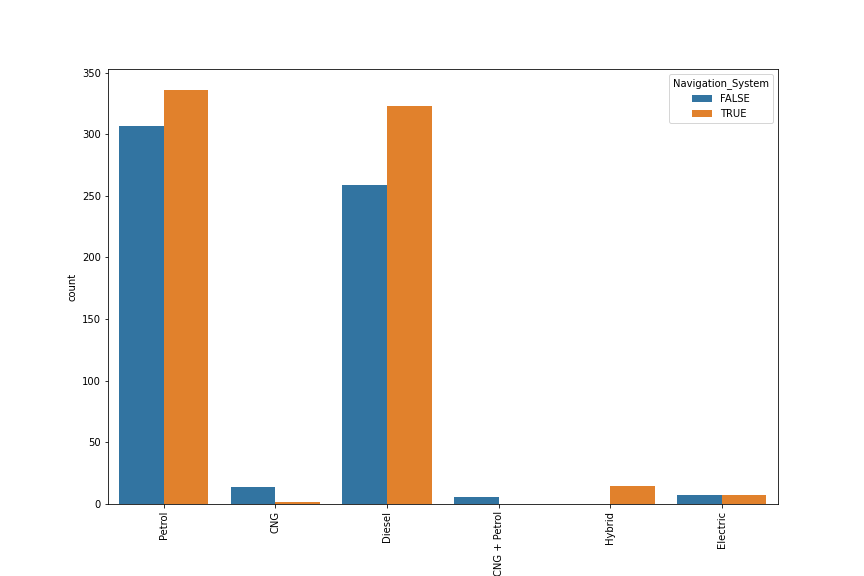 350
300
250
200
150
100
50
0
count
Navigation_System
FALSE
TRUE
Petrol
CNG
Diesel
CNG + Petrol
Hybrid
Electric